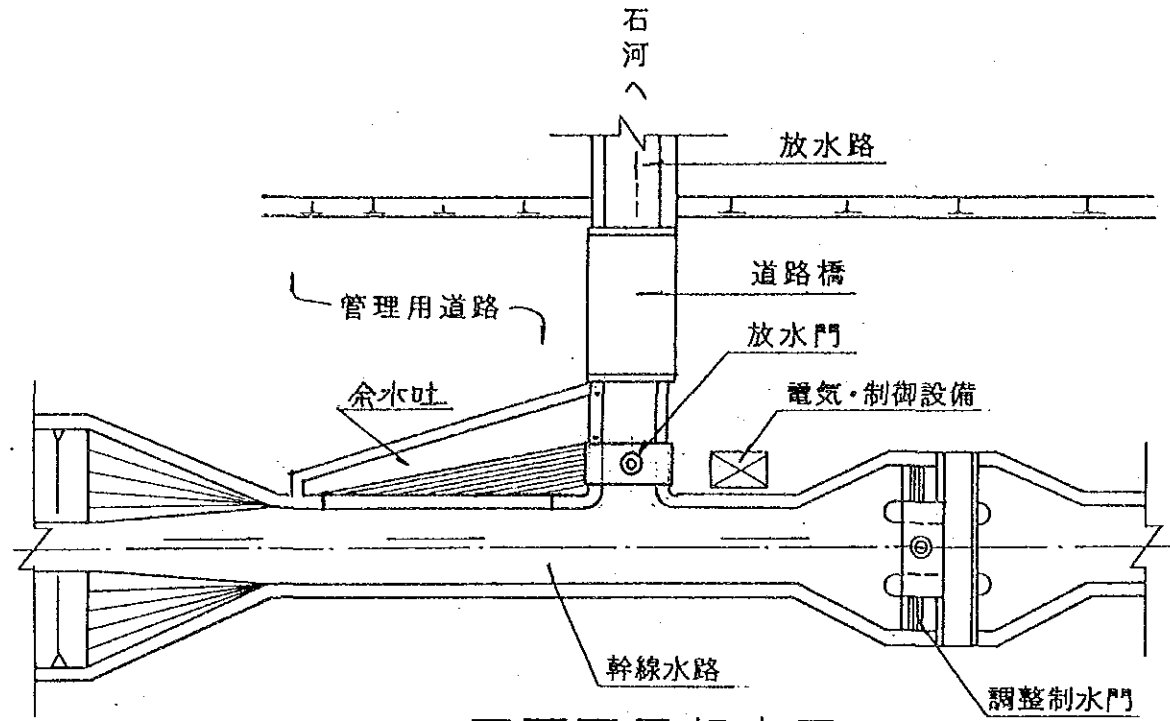 石河へ
放水路
道路橋
管理用道路
放水門
余水吐
電気・制御設備
幹線水路
調整制水門